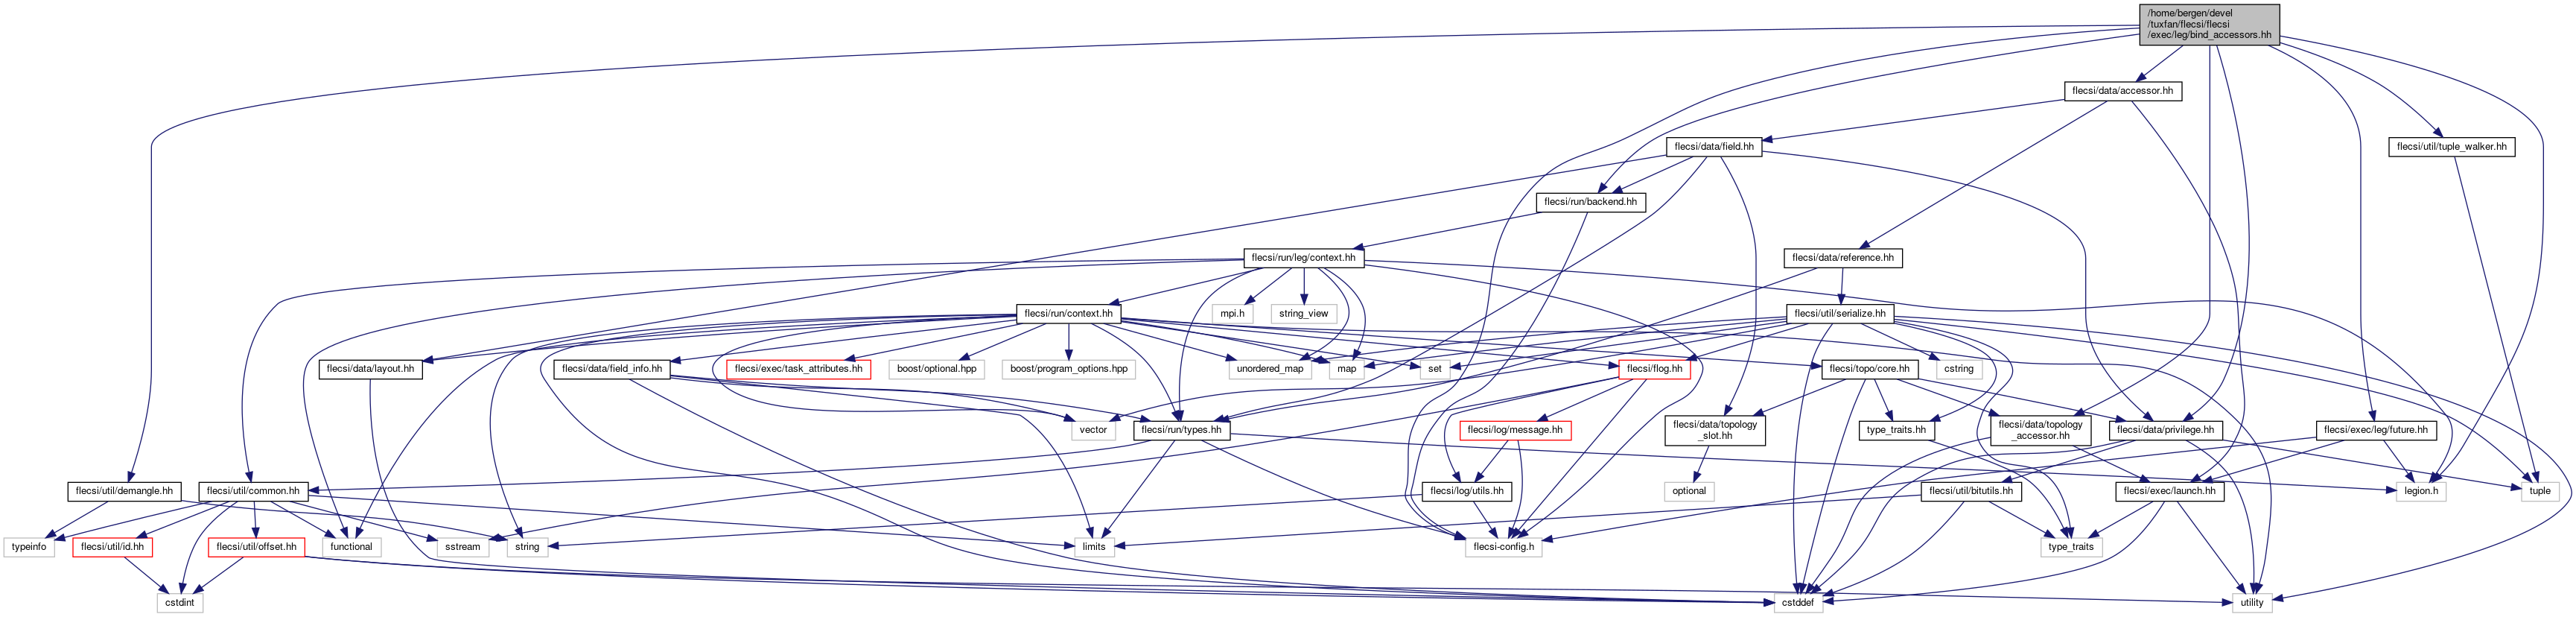 /home/bergen/devel
/tuxfan/flecsi/flecsi
/exec/leg/bind_accessors.hh
flecsi/data/accessor.hh
flecsi/data/field.hh
flecsi/util/tuple_walker.hh
flecsi/run/backend.hh
flecsi/run/leg/context.hh
flecsi/data/reference.hh
flecsi/run/context.hh
mpi.h
string_view
flecsi/util/serialize.hh
flecsi/data/layout.hh
flecsi/data/field_info.hh
flecsi/exec/task_attributes.hh
boost/optional.hpp
boost/program_options.hpp
unordered_map
map
set
flecsi/flog.hh
flecsi/topo/core.hh
cstring
vector
flecsi/run/types.hh
flecsi/log/message.hh
flecsi/data/topology
_slot.hh
type_traits.hh
flecsi/data/topology
_accessor.hh
flecsi/data/privilege.hh
flecsi/exec/leg/future.hh
flecsi/util/demangle.hh
flecsi/util/common.hh
flecsi/log/utils.hh
optional
flecsi/util/bitutils.hh
flecsi/exec/launch.hh
legion.h
tuple
typeinfo
flecsi/util/id.hh
flecsi/util/offset.hh
functional
sstream
string
limits
flecsi-config.h
type_traits
cstdint
cstddef
utility